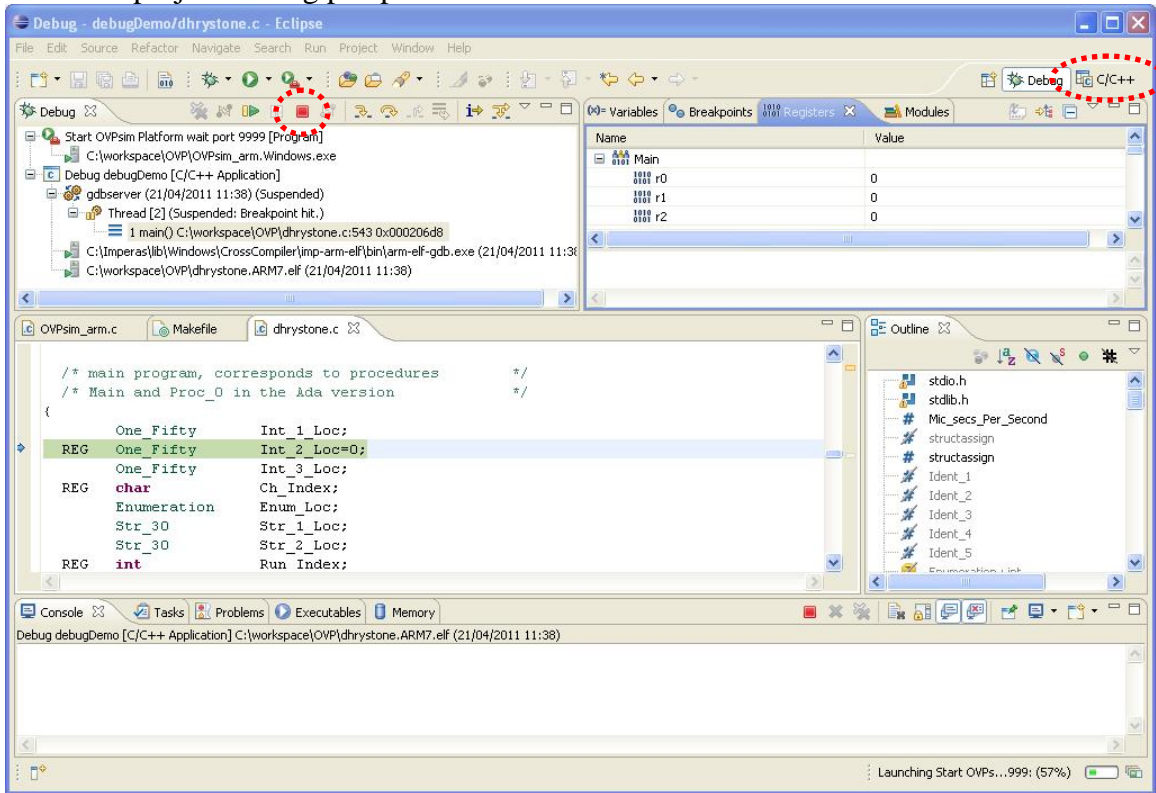 Debug - debugDemo/dhrystone.c - Eclipse
File Edit Source Refactor Navigate Search Run Project Window Help
Debug C/C++
Debug
(x)= Variables Breakpoints Registers Modules
Start OVPsim Platform wait port 9999 [Program]
C:\workspace\OVP\OVPsim_arm.Windows.exe
Debug debugDemo [C/C++ Application]
gdbserver (21/04/2011 11:38) (Suspended)
Thread [2] (Suspended: Breakpoint hit.)
1 main() C:\workspace\OVP\dhrystone.c:543 0x000206d8
C:\Imperas\lib\Windows\CrossCompiler\imp-arm-elf\bin\arm-elf-gdb.exe (21/04/2011 11:38
C:\workspace\OVP\dhrystone.ARM7.elf (21/04/2011 11:38)
Name Value
Main
r0 0
r1 0
r2 0
OVPsim_arm.c Makefile dhrystone.c
/* main program, corresponds to procedures */
/* Main and Proc_0 in the Ada version */
{
One_Fifty Int_1_Loc;
REG One_Fifty Int_2_Loc=0;
One_Fifty Int_3_Loc;
REG char Ch_Index;
Enumeration Enum_Loc;
Str_30 Str_1_Loc;
Str_30 Str_2_Loc;
REG int Run_Index;
Outline
stdio.h
stdlib.h
Mic_secs_Per_Second
structassign
structassign
Ident_1
Ident_2
Ident_3
Ident_4
Ident_5
Enumeration : int
Console Tasks Problems Executables Memory
Debug debugDemo [C/C++ Application] C:\workspace\OVP\dhrystone.ARM7.elf (21/04/2011 11:38)
Launching Start OVPs...999: (57%)